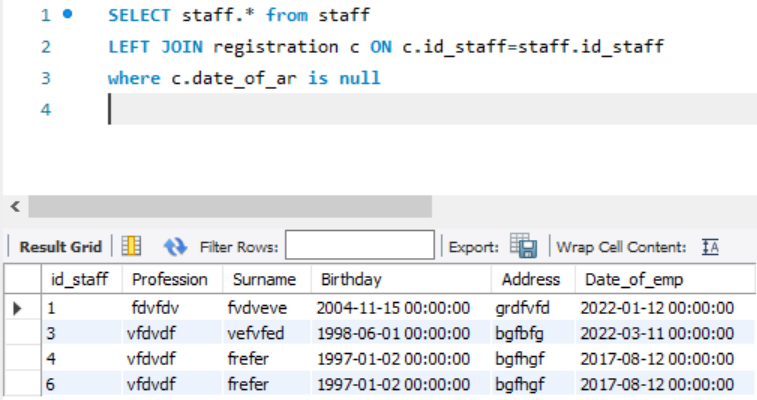 1 SELECT staff.* from staff
2 LEFT JOIN registration c ON c.id_staff=staff.id_staff
3 where c.date_of_ar is null
4
Result Grid Filter Rows: Export: Wrap Cell Content: IA
id_staff Profession Surname Birthday Address Date_of_emp
1 fdvfdv fvdveve 2004-11-15 00:00:00 grdfvfd 2022-01-12 00:00:00
3 vfdvdf vefvfed 1998-06-01 00:00:00 bgfbfg 2022-03-11 00:00:00
4 vfdvdf frefer 1997-01-02 00:00:00 bgfhgf 2017-08-12 00:00:00
6 vfdvdf frefer 1997-01-02 00:00:00 bgfhgf 2017-08-12 00:00:00